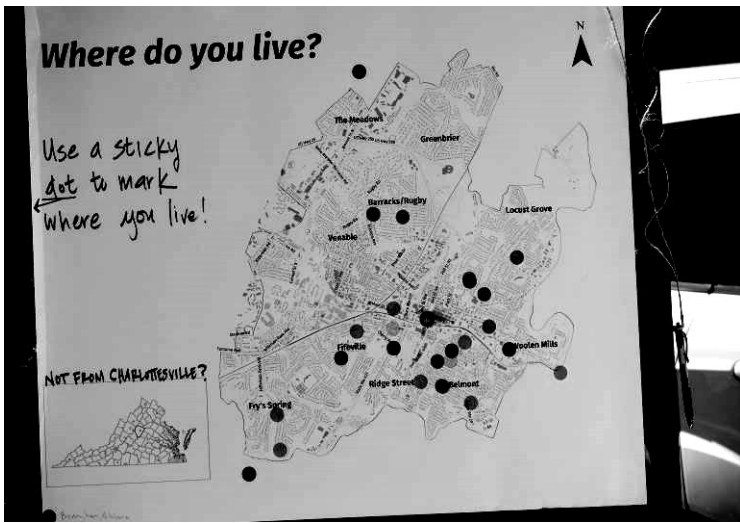 Where do you live?
N
Use a sticky
dot to mark
where you live!
The Meadows
Greenbrier
Barracks/Rugby
Locust Grove
Venable
Fifeville
Woolen Mills
Ridge Street
Belmont
Fry's Spring
NOT FROM CHARLOTTESVILLE?